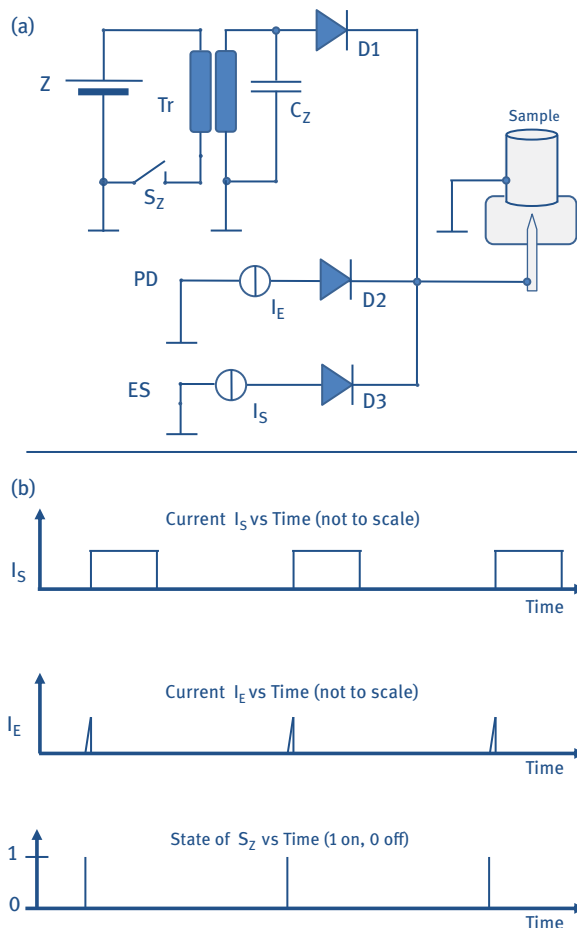 (a)
D1
Z
Tr
C_Z
Sample
S_Z
PD
I_E
D2
ES
I_S
D3
(b)
Current I_S vs Time (not to scale)
I_S
Time
Current I_E vs Time (not to scale)
I_E
Time
State of S_Z vs Time (1 on, 0 off)
1
0
Time